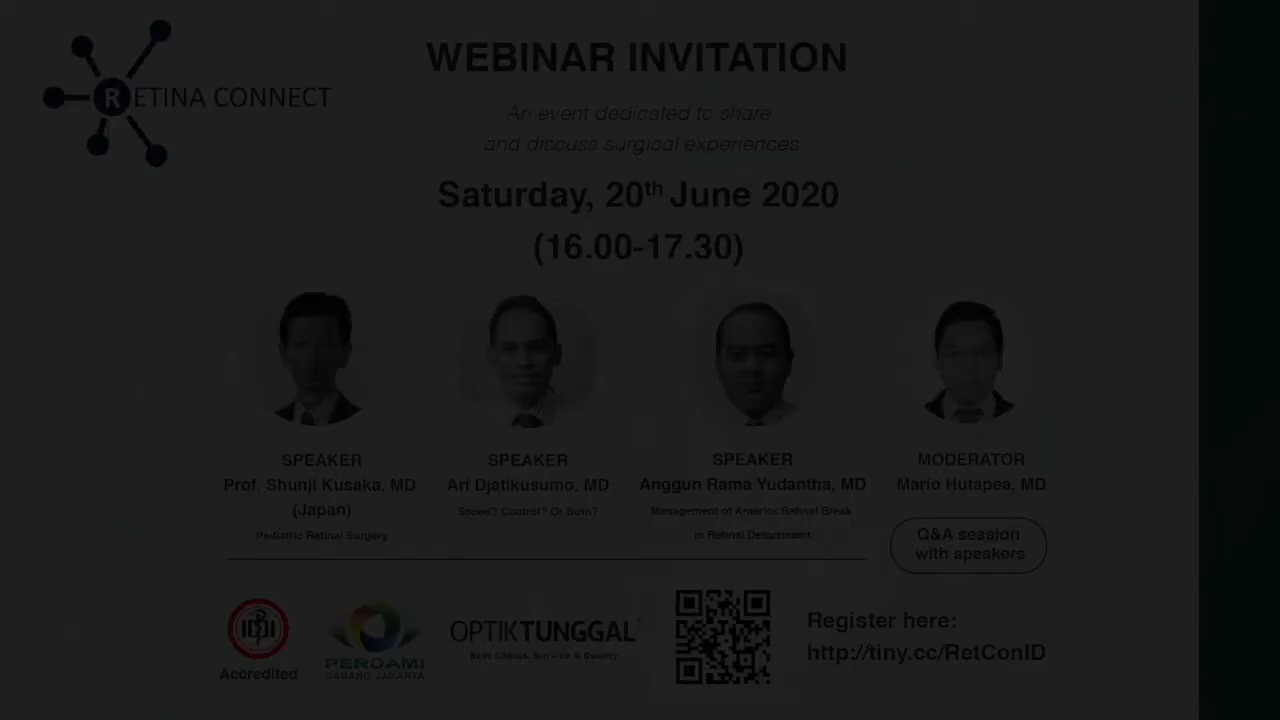 RETINA CONNECT
WEBINAR INVITATION
An event dedicated to share
and discuss surgical experiences
Saturday, 20th June 2020
(16.00-17.30)
SPEAKER
Prof. Shunji Kusaka, MD
(Japan)
Pediatric Retinal Surgery
SPEAKER
Ari Djatikusumo, MD
Speed? Control? Or Both?
SPEAKER
Anggun Rama Yudantha, MD
Management of Anterior Retinal Break
in Retinal Detachment
MODERATOR
Mario Hutapea, MD
Q&A session
with speakers
IDI
Accredited
PERDAMI
CABANG JAKARTA
OPTIKTUNGGAL®
Best Choice, Service & Quality
Register here:
http://tiny.cc/RetConID